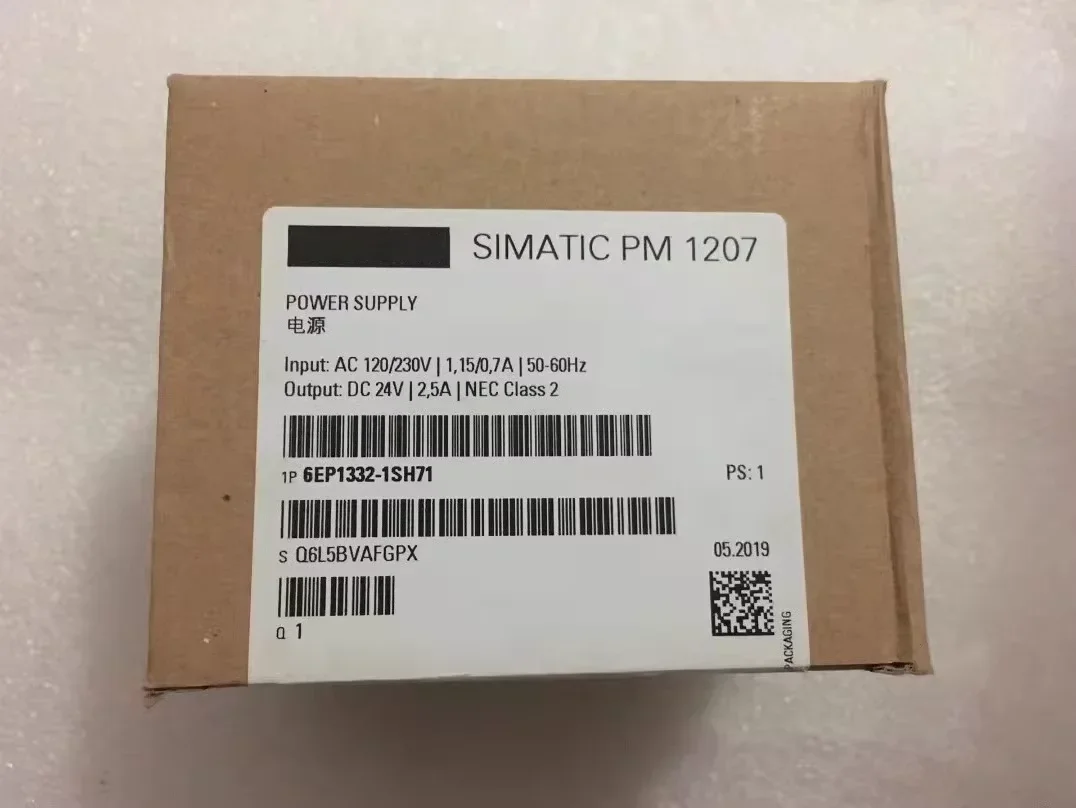 SIMATIC PM 1207
POWER SUPPLY
电源
Input: AC 120/230V | 1,15/0,7A | 50-60Hz
Output: DC 24V | 2,5A | NEC Class 2
1P 6EP1332-1SH71
PS: 1
S Q6L5BVAFGPX
05.2019
Q 1
PACKAGING